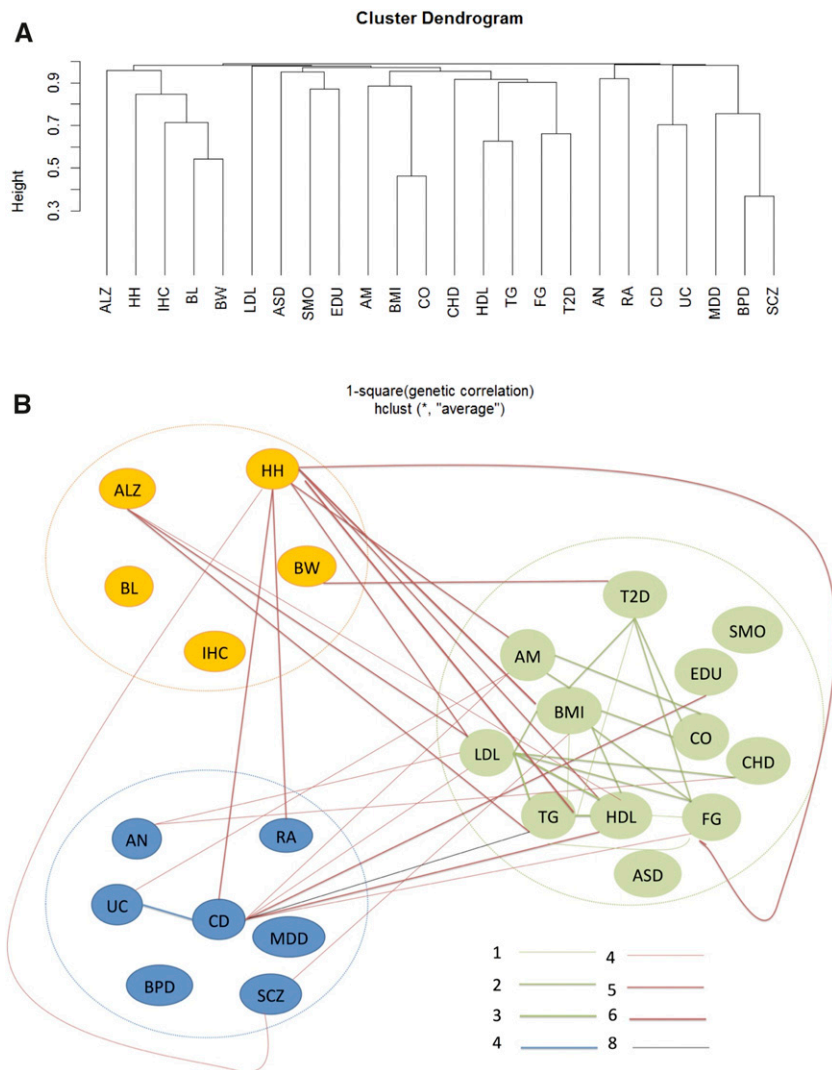 A
Cluster Dendrogram
Height
0.9
0.7
0.5
0.3
ALZ HH IHC BL BW LDL ASD SMO EDU AM BMI CO CHD HDL TG FG T2D AN RA CD UC MDD BPD SCZ
B
1-square(genetic correlation)
hclust (*, "average")
HH
ALZ
BW
BL
IHC
T2D
SMO
AM
EDU
BMI
CO
LDL
CHD
TG
HDL
FG
ASD
AN
RA
UC
CD
MDD
BPD
SCZ
1 4
2 5
3 6
4 8